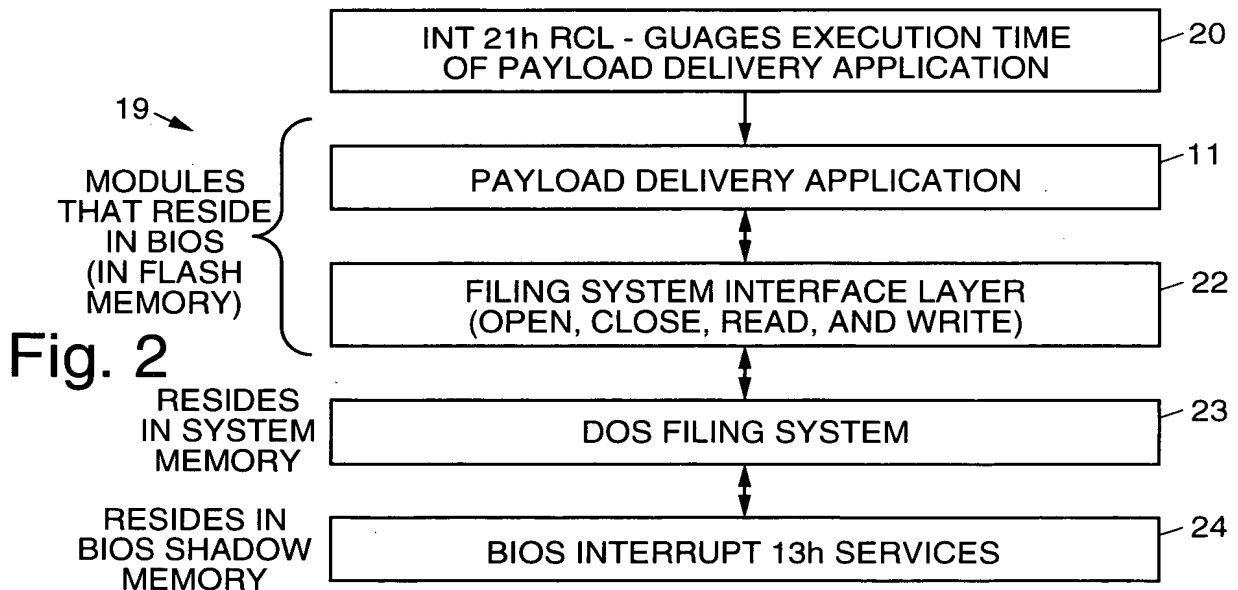 INT 21h RCL - GUAGES EXECUTION TIME
OF PAYLOAD DELIVERY APPLICATION
20
19
MODULES
THAT RESIDE
IN BIOS
(IN FLASH
MEMORY)
PAYLOAD DELIVERY APPLICATION
11
FILING SYSTEM INTERFACE LAYER
(OPEN, CLOSE, READ, AND WRITE)
22
Fig. 2
RESIDES
IN SYSTEM
MEMORY
DOS FILING SYSTEM
23
RESIDES IN
BIOS SHADOW
MEMORY
BIOS INTERRUPT 13h SERVICES
24